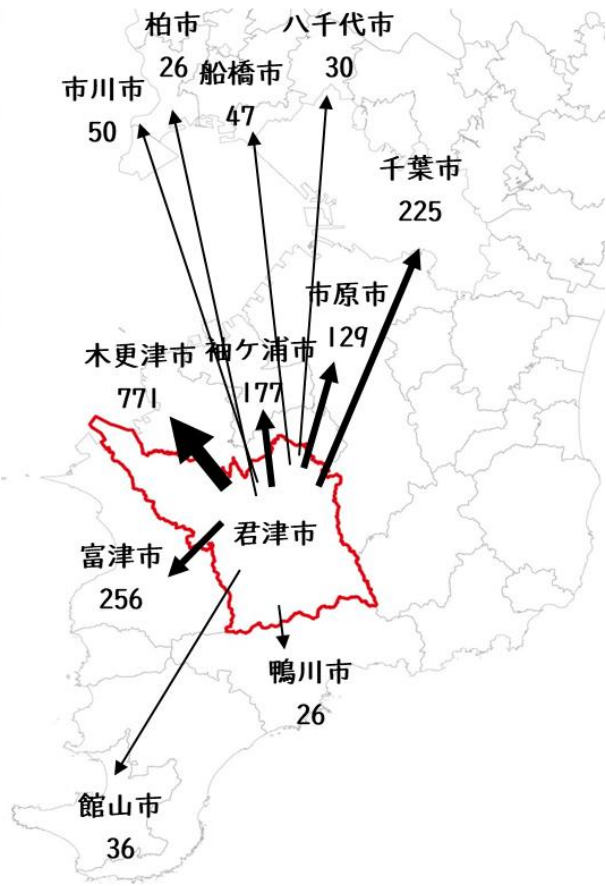 柏市
26
八千代市
30
船橋市
47
市川市
50
千葉市
225
市原市
129
袖ケ浦市
177
木更津市
771
君津市
富津市
256
鴨川市
26
館山市
36